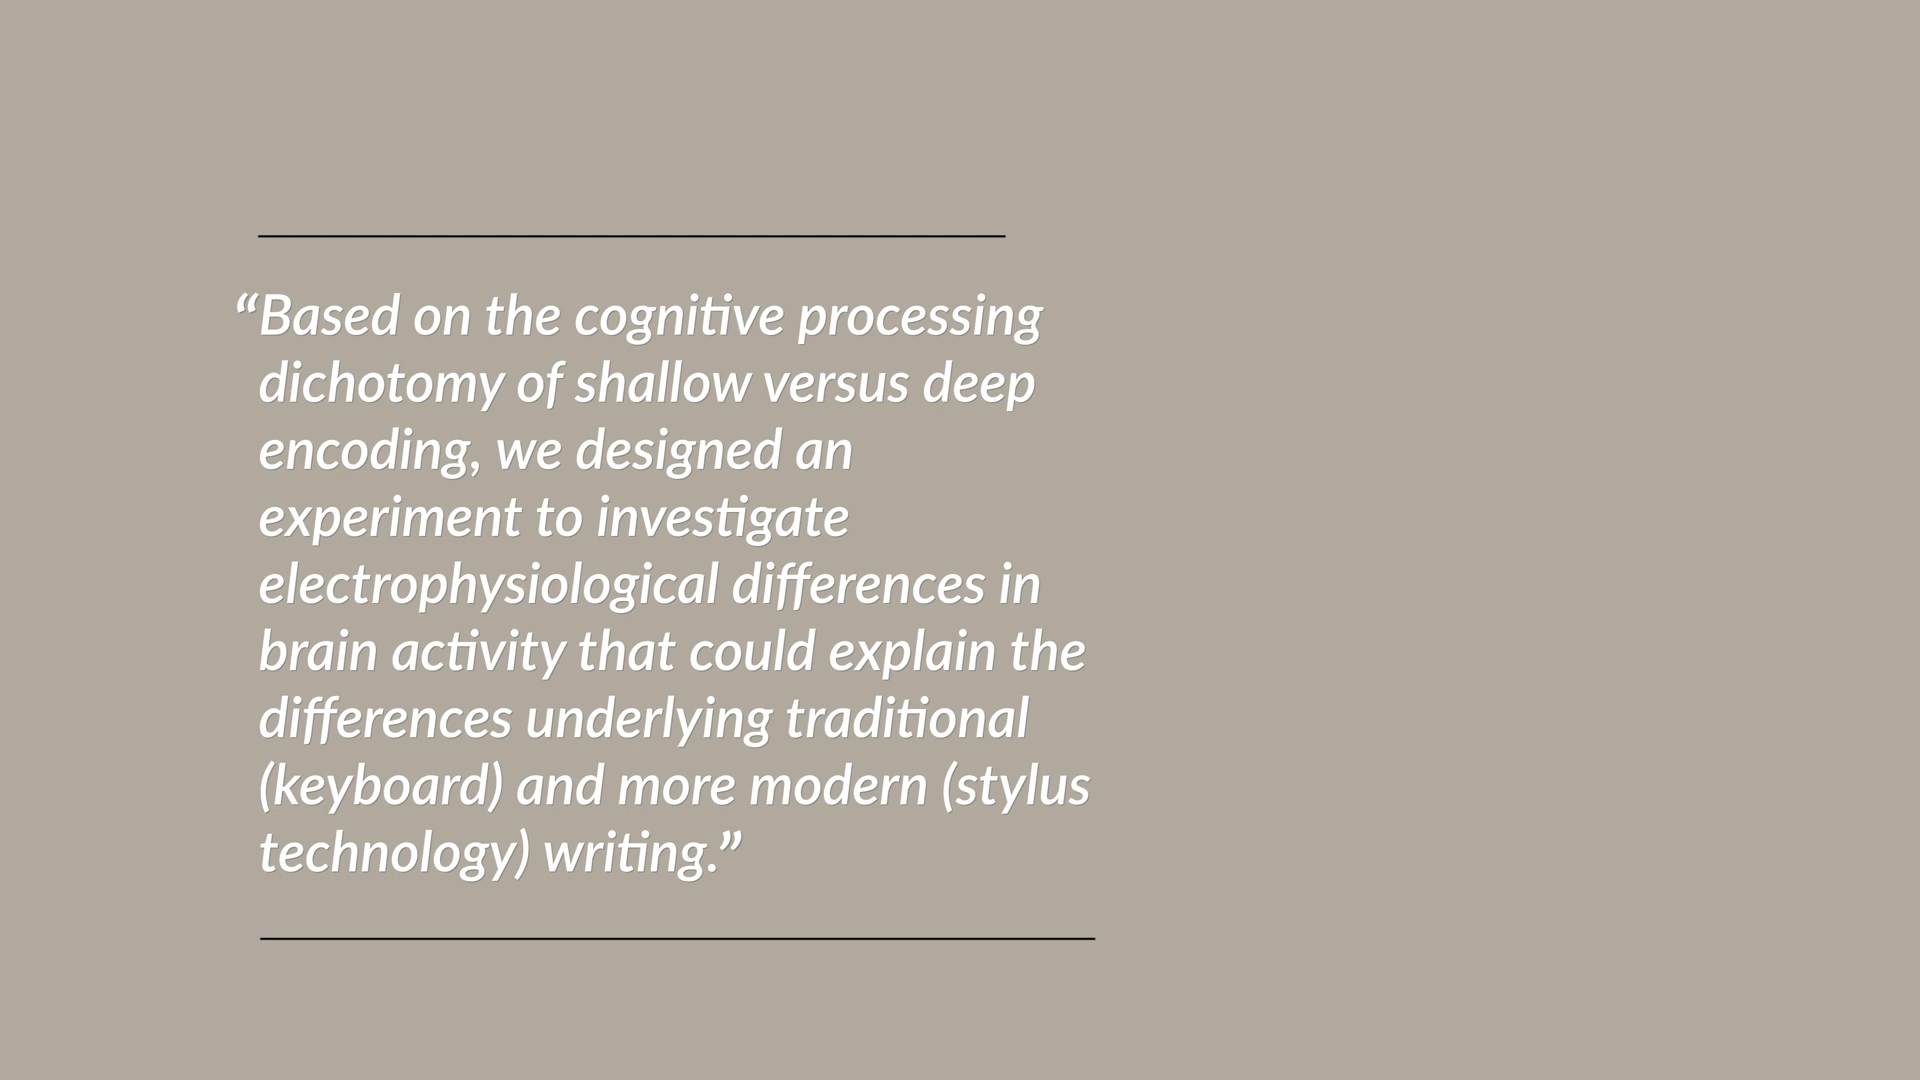 “Based on the cognitive processing
dichotomy of shallow versus deep
encoding, we designed an
experiment to investigate
electrophysiological differences in
brain activity that could explain the
differences underlying traditional
(keyboard) and more modern (stylus
technology) writing.”